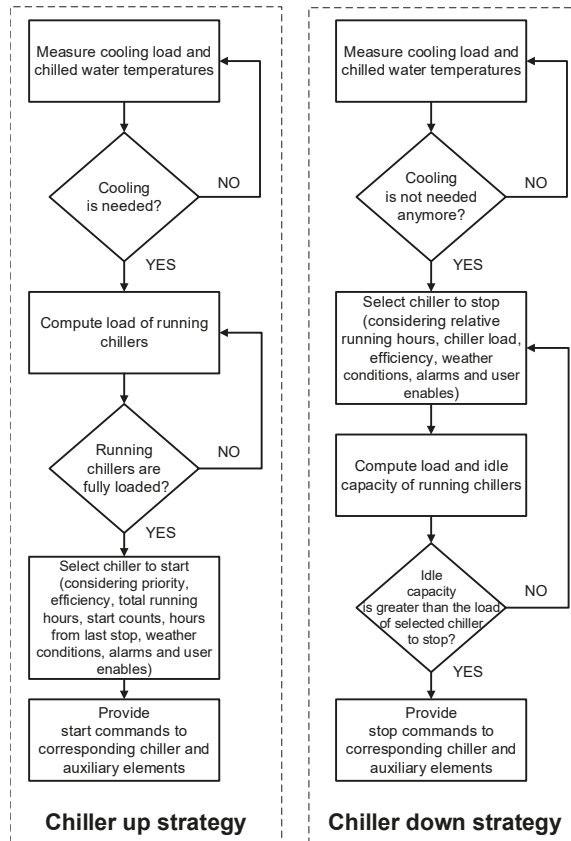 Measure cooling load and
chilled water temperatures
Cooling
is needed?
NO
YES
Compute load of running
chillers
Running
chillers are
fully loaded?
NO
YES
Select chiller to start
(considering priority,
efficiency, total running
hours, start counts, hours
from last stop, weather
conditions, alarms and user
enables)
Provide
start commands to
corresponding chiller and
auxiliary elements
Chiller up strategy
Measure cooling load and
chilled water temperatures
Cooling
is not needed
anymore?
NO
YES
Select chiller to stop
(considering relative
running hours, chiller load,
efficiency, weather
conditions, alarms and user
enables)
Compute load and idle
capacity of running chillers
Idle
capacity
is greater than the load
of selected chiller
to stop?
NO
YES
Provide
stop commands to
corresponding chiller and
auxiliary elements
Chiller down strategy